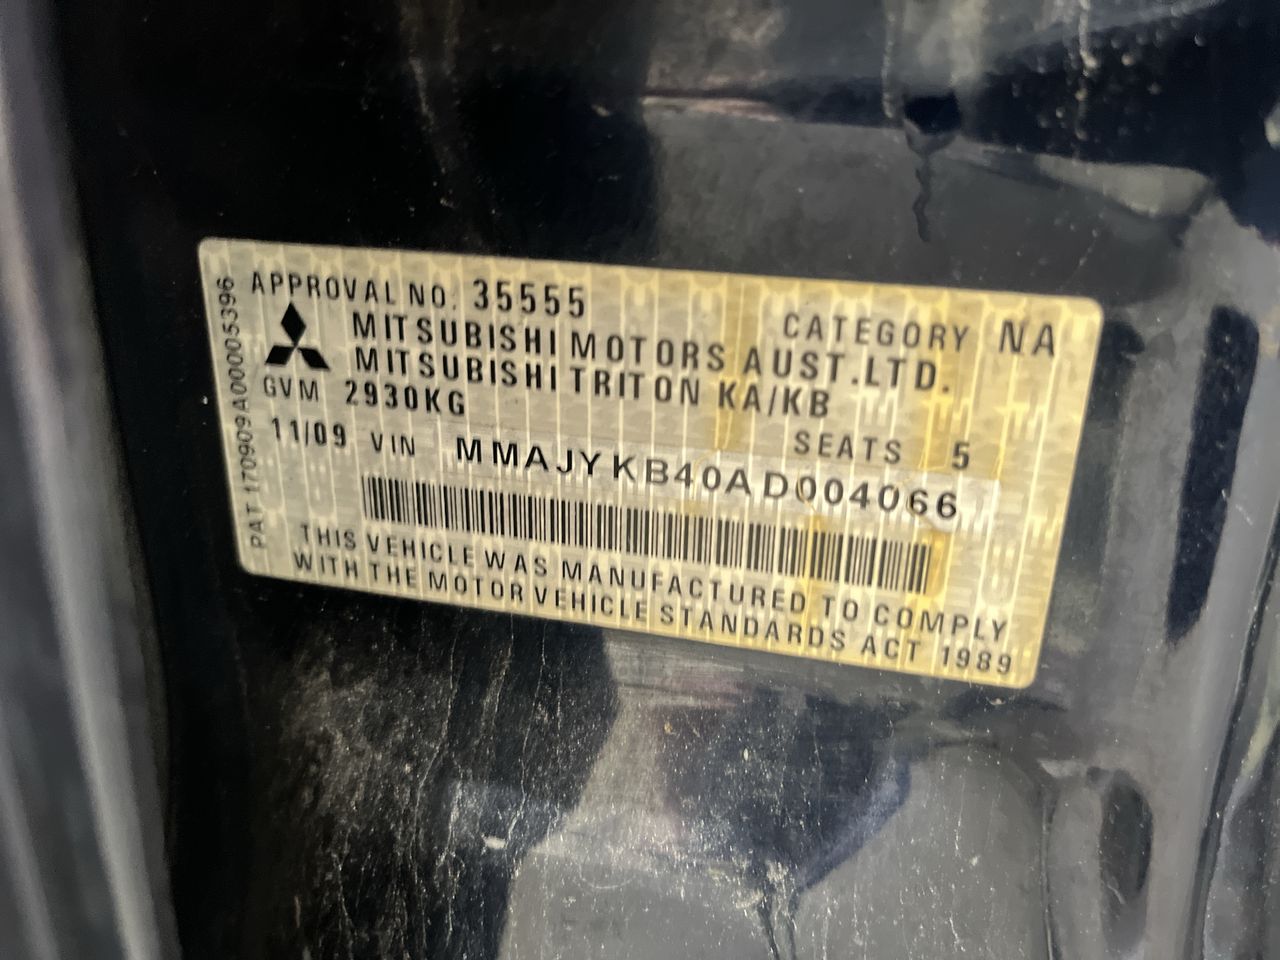 APPROVAL NO. 35555 CATEGORY NA
MITSUBISHI MOTORS AUST.LTD.
MITSUBISHI TRITON KA/KB
GVM 2930KG SEATS 5
11/09 VIN MMAJYKB40AD004066
THIS VEHICLE WAS MANUFACTURED TO COMPLY
WITH THE MOTOR VEHICLE STANDARDS ACT 1989
PAT 170909A00005396